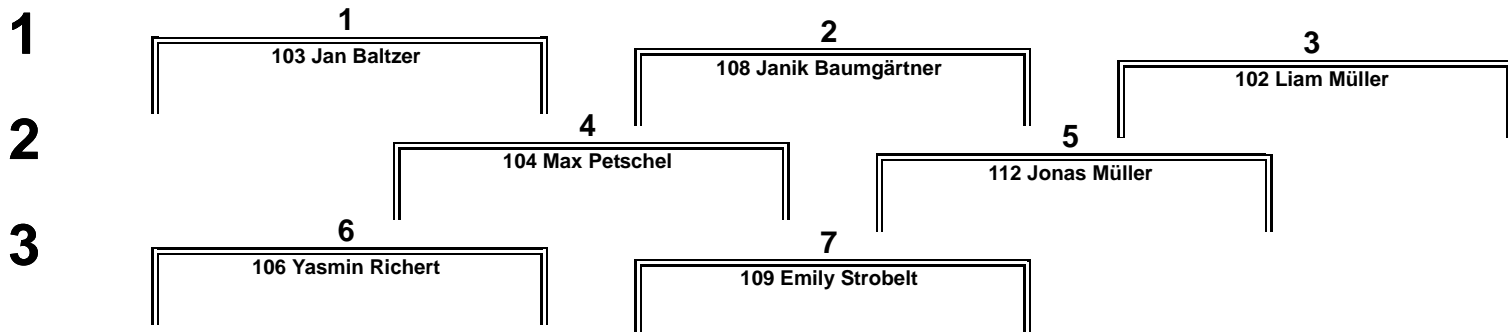 1
1
103 Jan Baltzer
2
108 Janik Baumgärtner
3
102 Liam Müller
2
4
104 Max Petschel
5
112 Jonas Müller
3
6
106 Yasmin Richert
7
109 Emily Strobelt